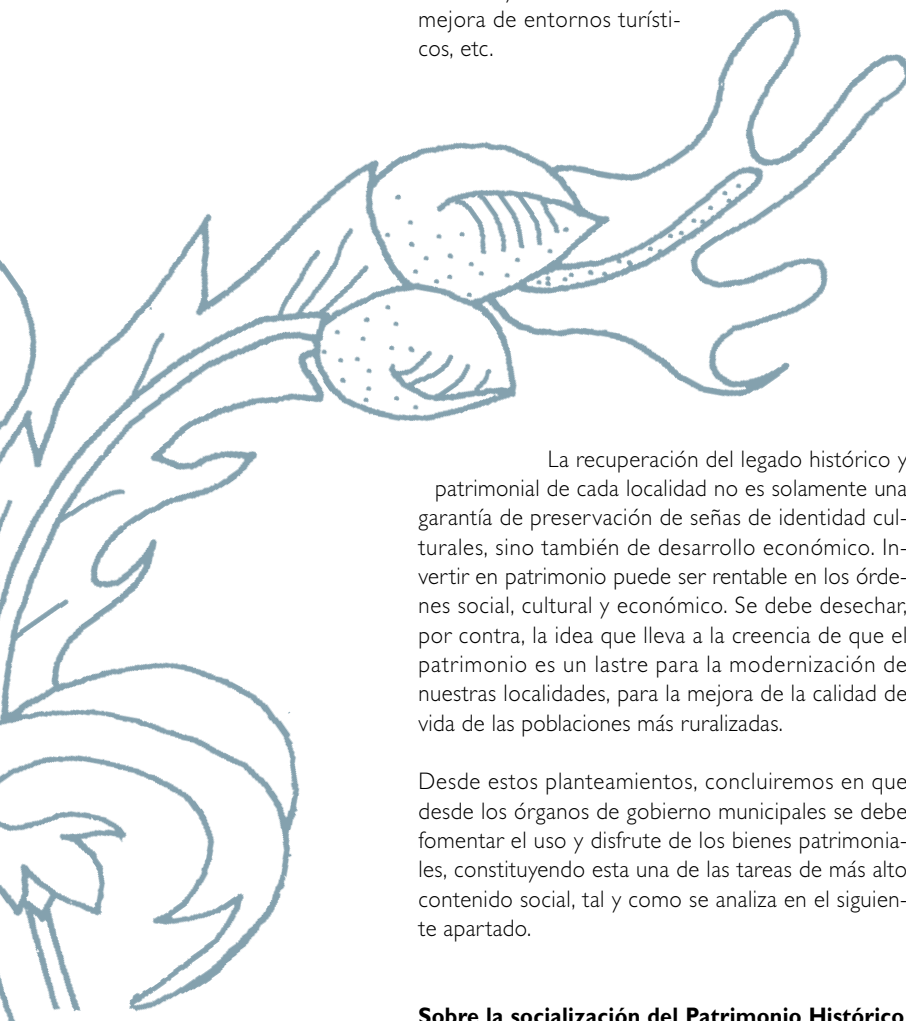 mejora de entornos turísti-
cos, etc.
La recuperación del legado histórico y
patrimonial de cada localidad no es solamente una
garantía de preservación de señas de identidad cul-
turales, sino también de desarrollo económico. In-
vertir en patrimonio puede ser rentable en los órde-
nes social, cultural y económico. Se debe desechar,
por contra, la idea que lleva a la creencia de que el
patrimonio es un lastre para la modernización de
nuestras localidades, para la mejora de la calidad de
vida de las poblaciones más ruralizadas.
Desde estos planteamientos, concluiremos en que
desde los órganos de gobierno municipales se debe
fomentar el uso y disfrute de los bienes patrimonia-
les, constituyendo esta una de las tareas de más alto
contenido social, tal y como se analiza en el siguien-
te apartado.
Sobre la socialización del Patrimonio Histórico